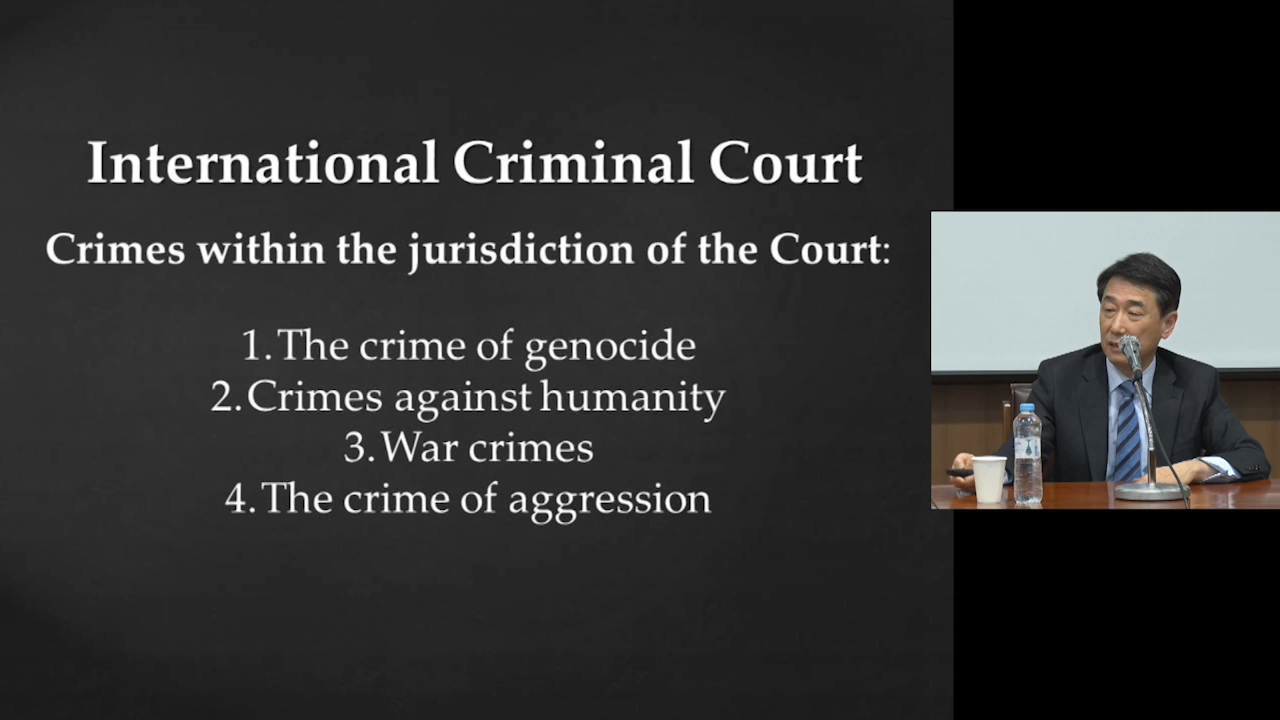 International Criminal Court
Crimes within the jurisdiction of the Court:
1. The crime of genocide
2. Crimes against humanity
3. War crimes
4. The crime of aggression